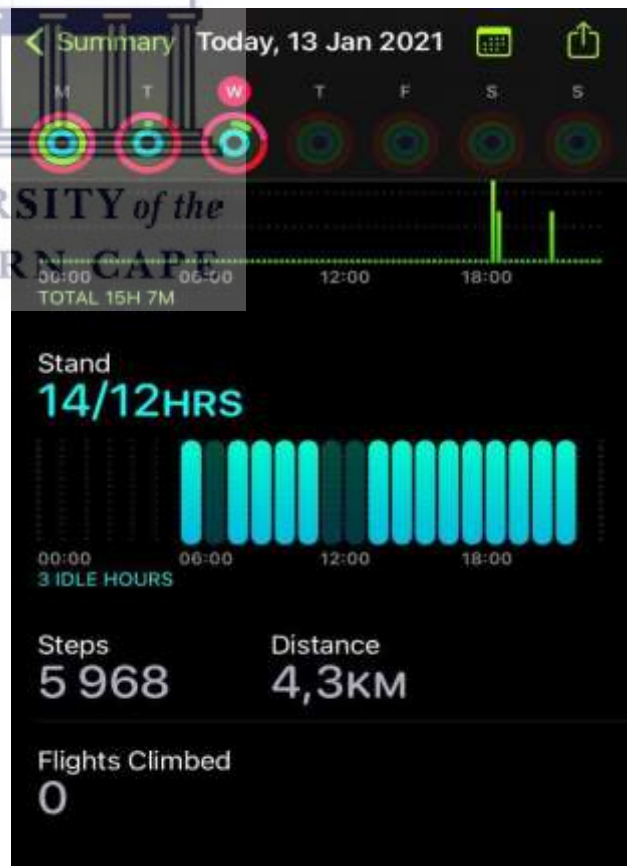 Summary Today, 13 Jan 2021
M T W T F S S
RSITY of the
RN CAPE
00:00 06:00 12:00 18:00
TOTAL 15H 7M
Stand
14/12HRS
00:00 06:00 12:00 18:00
3 IDLE HOURS
Steps Distance
5 968 4,3KM
Flights Climbed
0